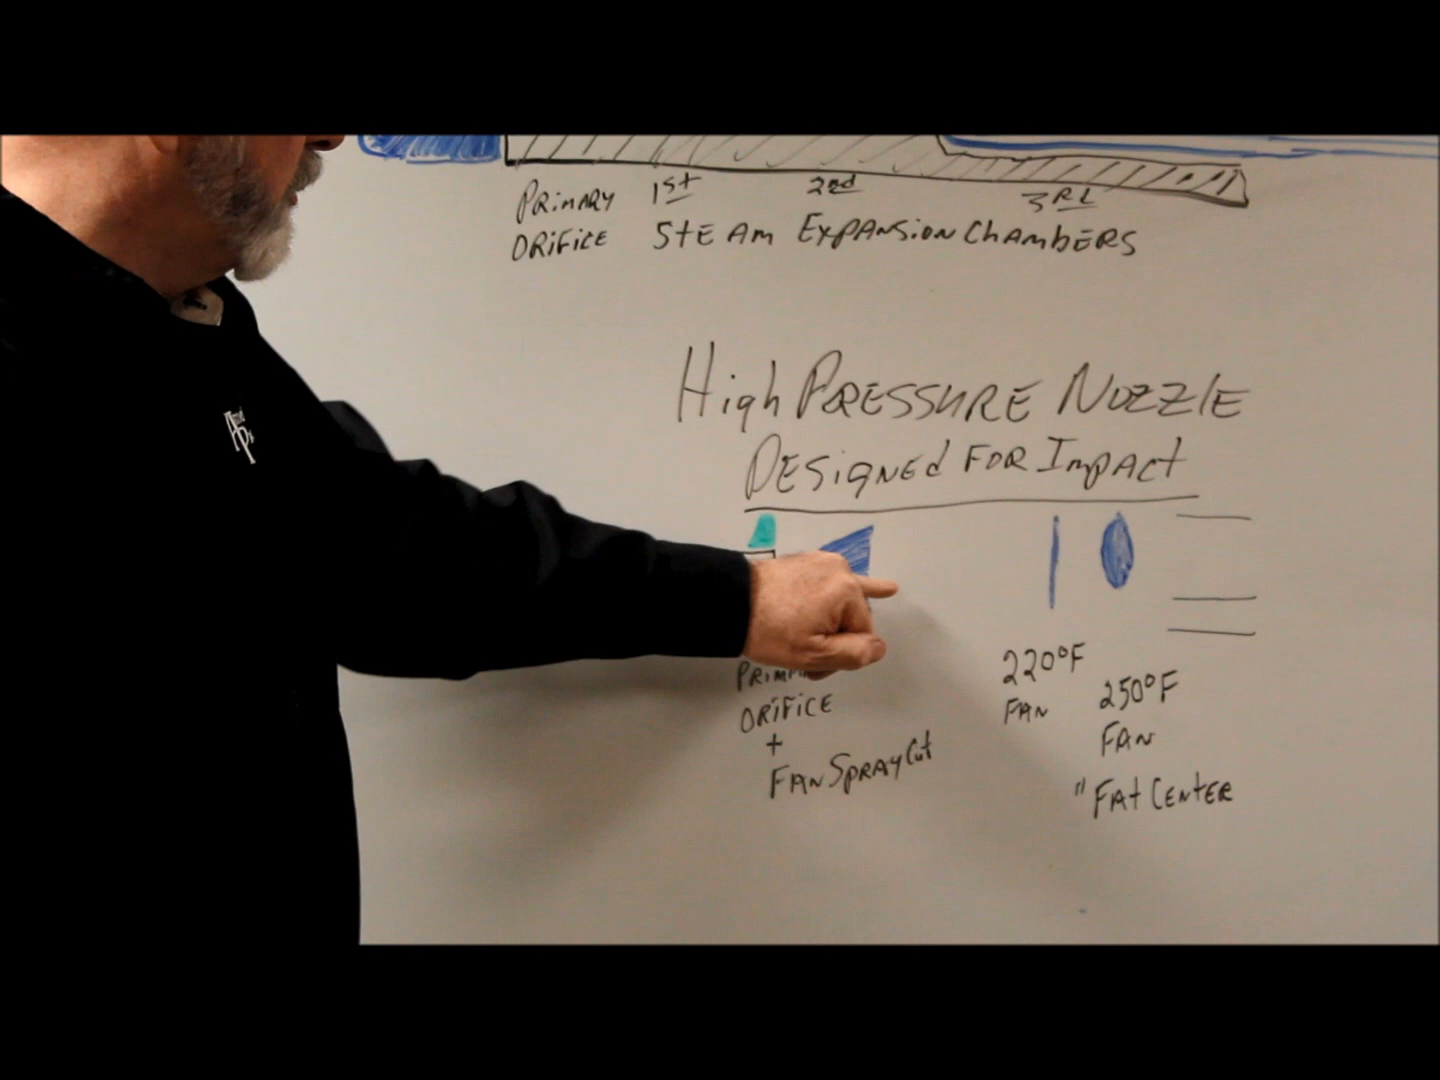 PRIMARY 1st 2nd 3RD
ORIFICE STEAM EXPANSION CHAMBERS
High PRESSURE NOZZLE
DESIGNEd FOR ImpAct
220°F
FAN
250°F
FAN
"FAt CENTER
ORIFICE
+
FAN SPRAY Cut